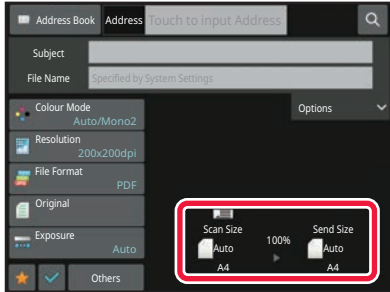 Address Book Address Touch to input Address
Subject
File Name Specified by System Settings
Colour Mode
Auto/Mono2
Options
Resolution
200x200dpi
File Format
PDF
Original
Exposure
Auto
Scan Size 100% Send Size
Auto Auto
A4 A4
Others